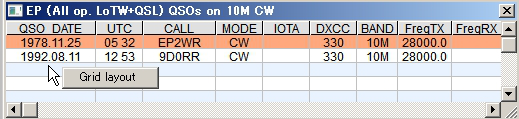 EP (All op. LoTW+QSL) QSOs on 10M CW
QSO DATE UTC CALL MODE IOTA DXCC BAND FreqTX FreqRX
1978.11.25 05 32 EP2WR CW 330 10M 28000.0
1992.08.11 12 53 9D0RR CW 330 10M 28000.0
Grid layout